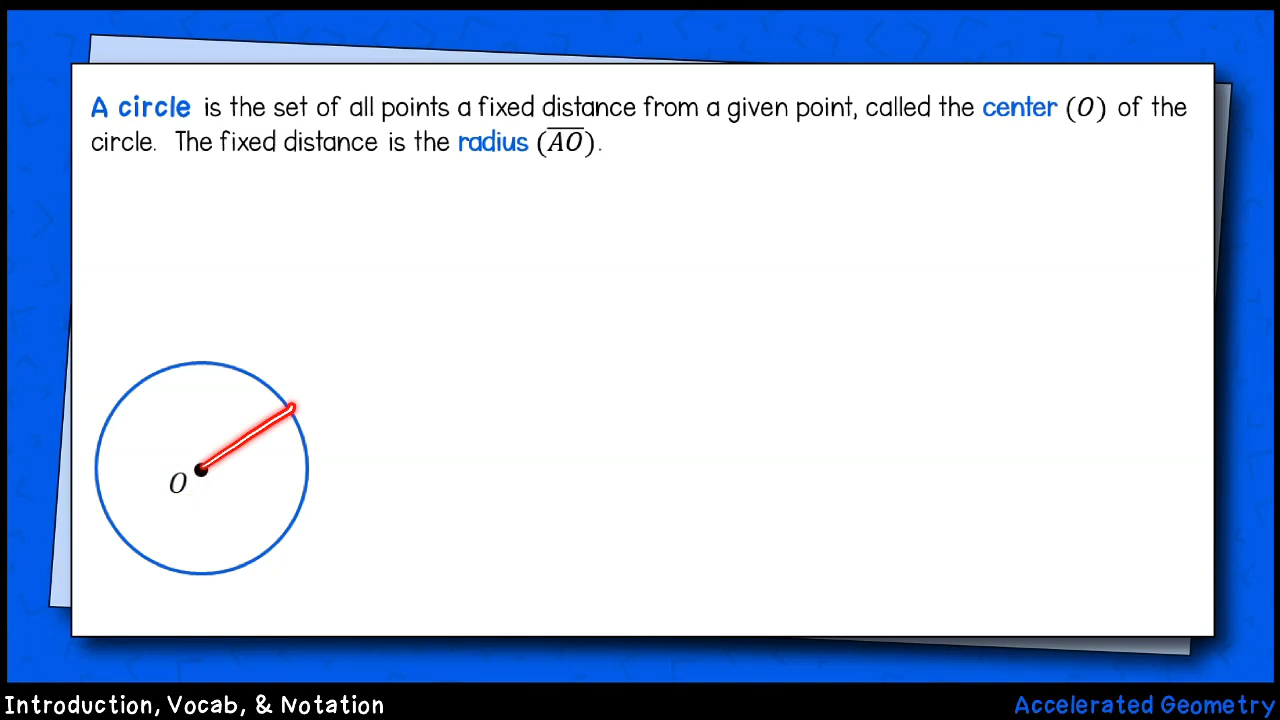 A circle is the set of all points a fixed distance from a given point, called the center (O) of the
circle. The fixed distance is the radius (A̅O̅).
O
Introduction, Vocab, & Notation
Accelerated Geometry